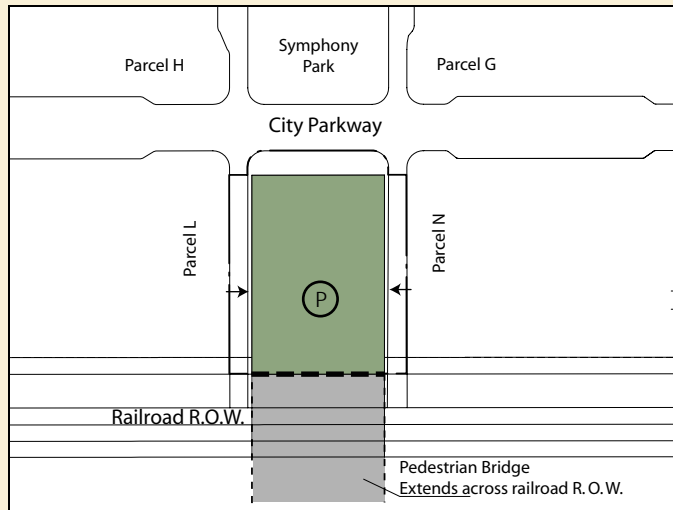 Symphony
Park
Parcel H
Parcel G
City Parkway
Parcel L
Parcel N
P
Railroad R.O.W.
Pedestrian Bridge
Extends across railroad R.O.W.